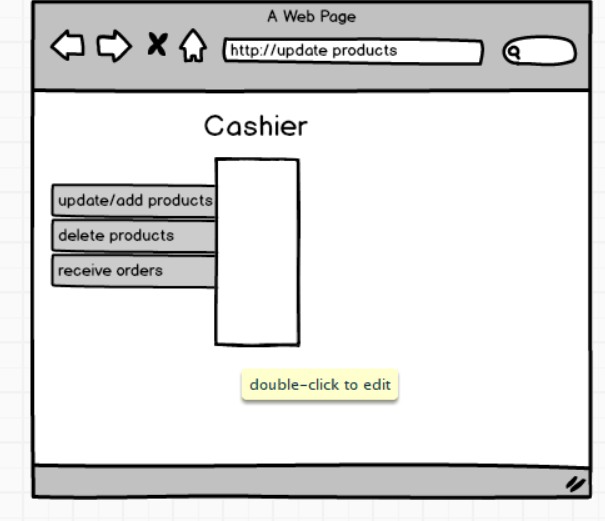 A Web Page
http://update products
Cashier
update/add products
delete products
receive orders
double-click to edit